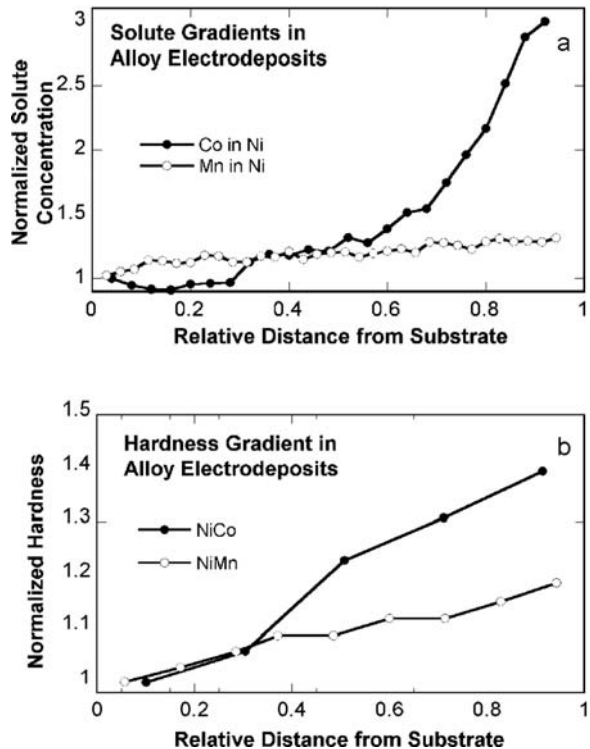 Solute Gradients in
Alloy Electrodeposits
a
Co in Ni
Mn in Ni
Normalized Solute
Concentration
3
2.5
2
1.5
1
0
0.2
0.4
0.6
0.8
1
Relative Distance from Substrate
Hardness Gradient in
Alloy Electrodeposits
b
NiCo
NiMn
Normalized Hardness
1.5
1.4
1.3
1.2
1.1
1
0
0.2
0.4
0.6
0.8
1
Relative Distance from Substrate